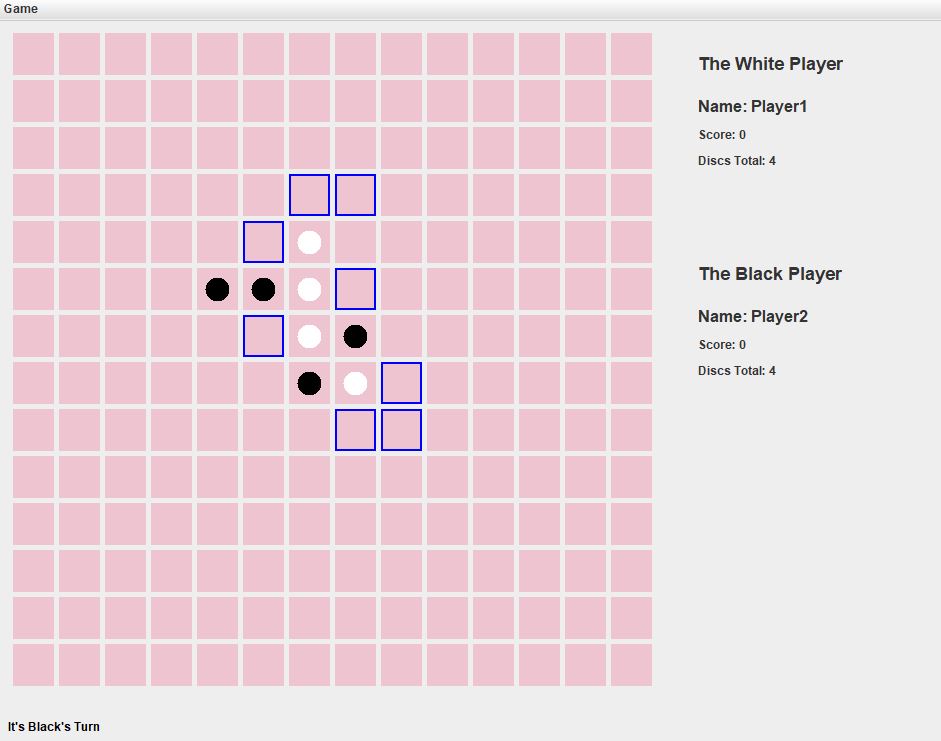 Game
The White Player
Name: Player1
Score: 0
Discs Total: 4
The Black Player
Name: Player2
Score: 0
Discs Total: 4
It's Black's Turn